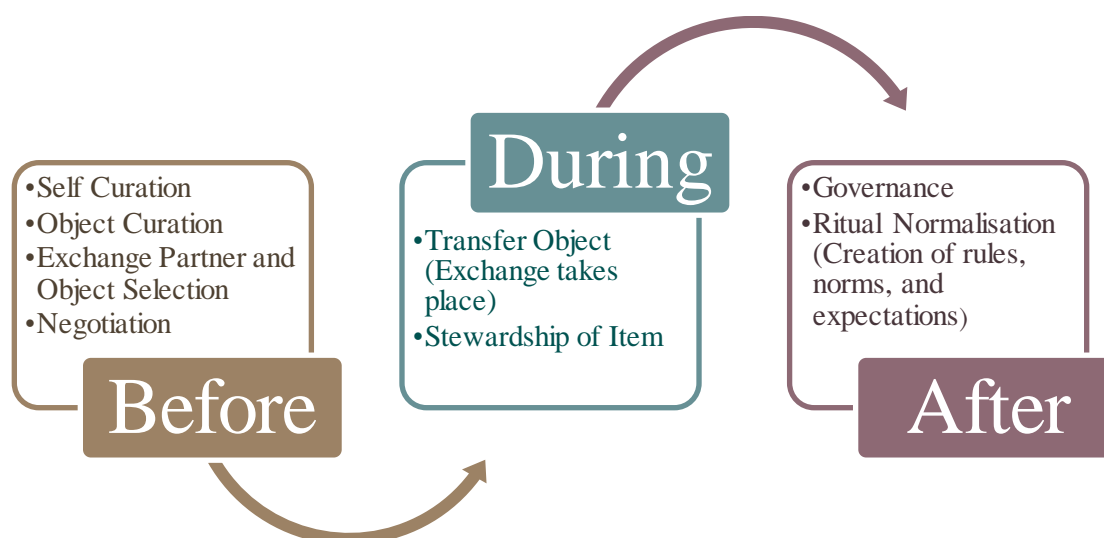 •Self Curation
•Object Curation
•Exchange Partner and
Object Selection
•Negotiation
Before
During
•Transfer Object
(Exchange takes
place)
•Stewardship of Item
•Governance
•Ritual Normalisation
(Creation of rules,
norms, and
expectations)
After